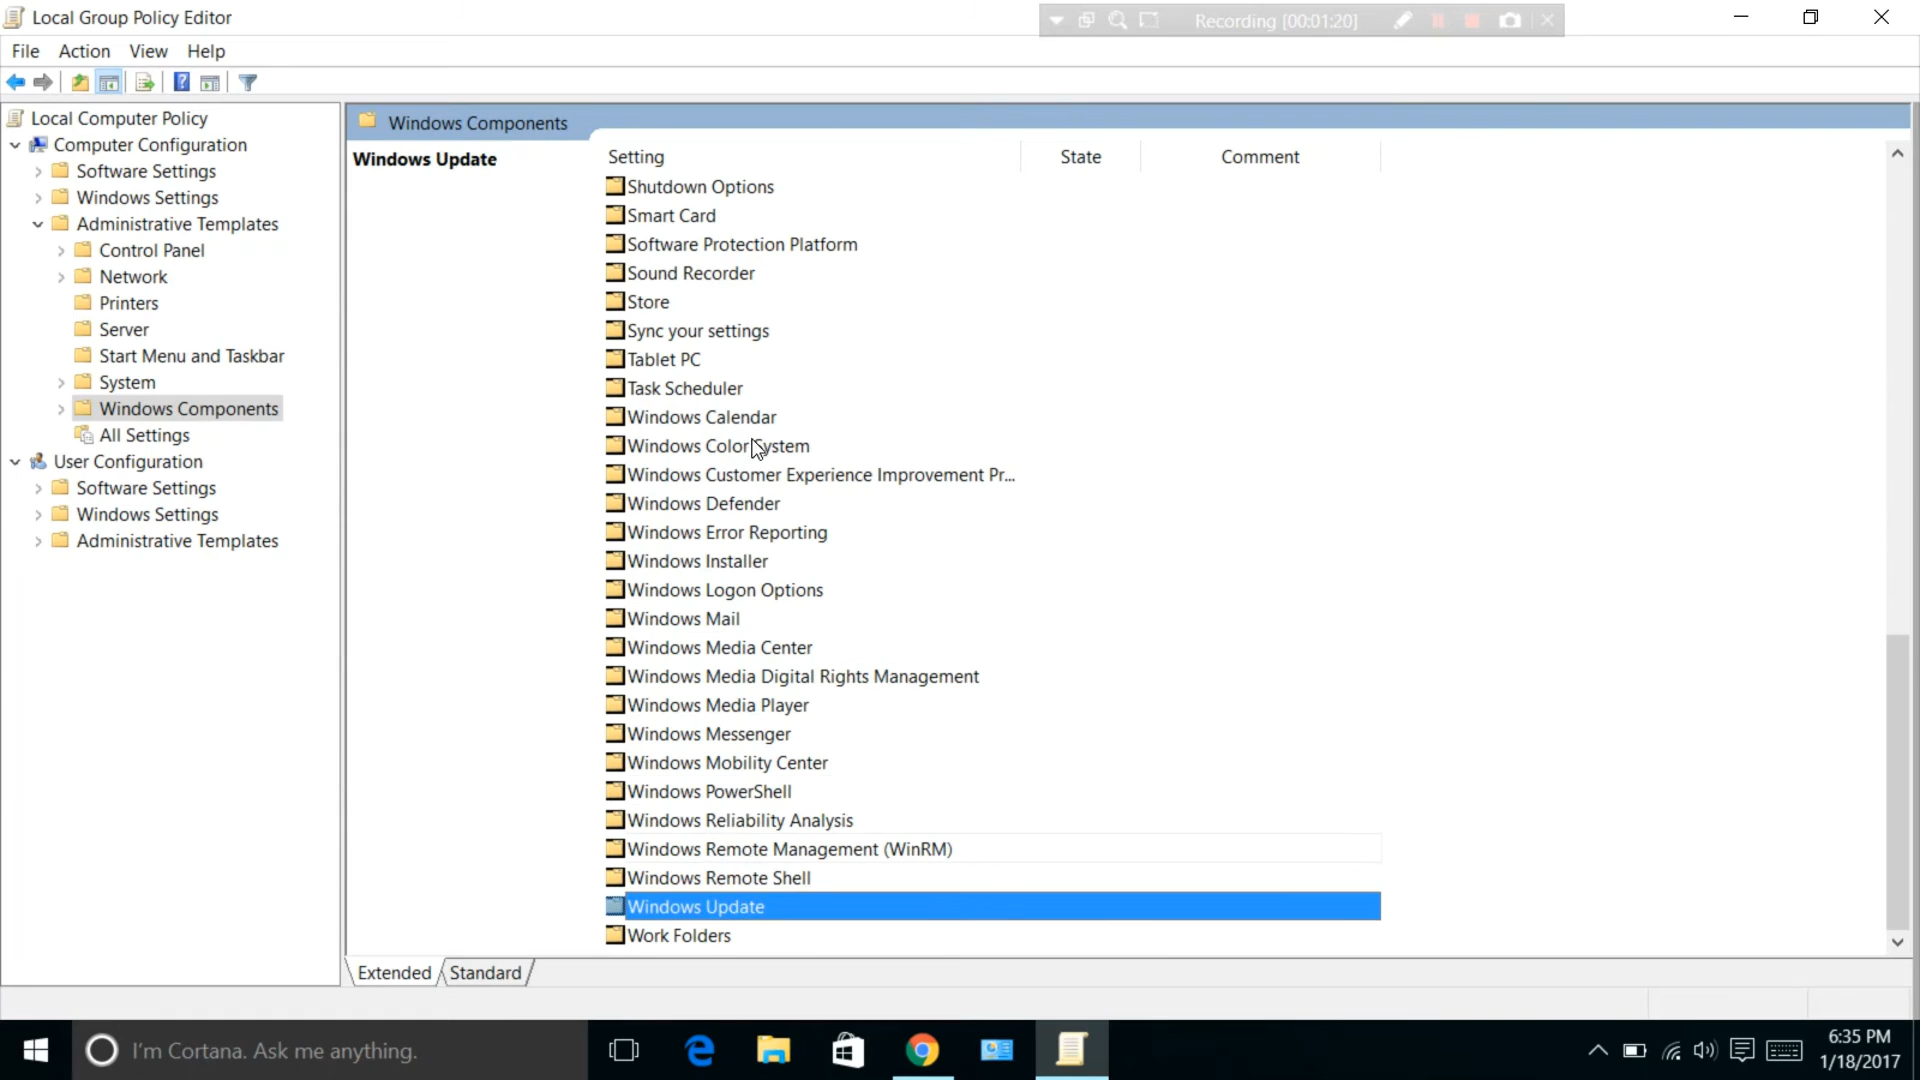 Local Group Policy Editor
Recording [00:01:20]
File Action View Help
Local Computer Policy
Computer Configuration
Software Settings
Windows Settings
Administrative Templates
Control Panel
Network
Printers
Server
Start Menu and Taskbar
System
Windows Components
All Settings
User Configuration
Software Settings
Windows Settings
Administrative Templates
Windows Components
Windows Update
Setting State Comment
Shutdown Options
Smart Card
Software Protection Platform
Sound Recorder
Store
Sync your settings
Tablet PC
Task Scheduler
Windows Calendar
Windows Color System
Windows Customer Experience Improvement Pr...
Windows Defender
Windows Error Reporting
Windows Installer
Windows Logon Options
Windows Mail
Windows Media Center
Windows Media Digital Rights Management
Windows Media Player
Windows Messenger
Windows Mobility Center
Windows PowerShell
Windows Reliability Analysis
Windows Remote Management (WinRM)
Windows Remote Shell
Windows Update
Work Folders
Extended Standard
I'm Cortana. Ask me anything.
6:35 PM
1/18/2017